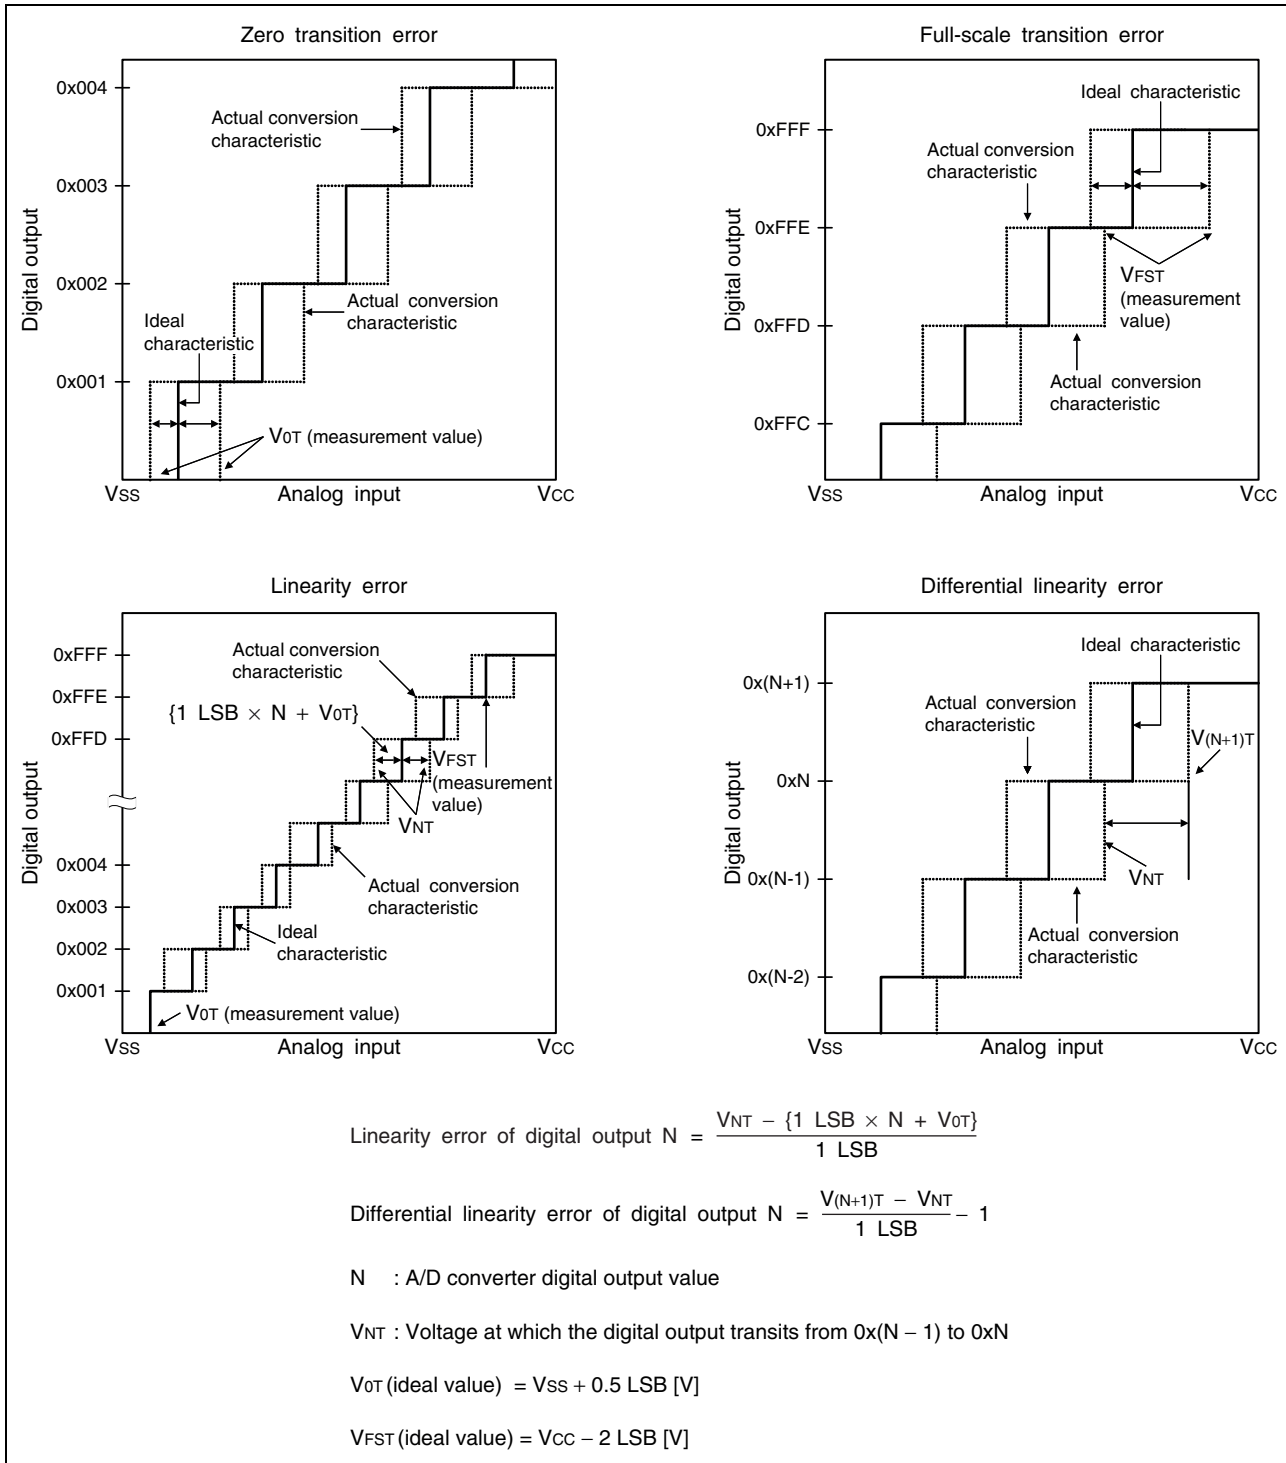 Zero transition error
0x004
0x003
0x002
0x001
Digital output
Actual conversion
characteristic
Actual conversion
characteristic
Ideal
characteristic
V0T (measurement value)
VSS
Analog input
VCC
Full-scale transition error
0xFFF
0xFFE
0xFFD
0xFFC
Digital output
Ideal characteristic
Actual conversion
characteristic
VFST
(measurement
value)
Actual conversion
characteristic
VSS
Analog input
VCC
Linearity error
0xFFF
0xFFE
0xFFD
0x004
0x003
0x002
0x001
Digital output
Actual conversion
characteristic
{1 LSB × N + V0T}
VFST
(measurement
value)
VNT
Actual conversion
characteristic
Ideal
characteristic
V0T (measurement value)
VSS
Analog input
VCC
Differential linearity error
0x(N+1)
0xN
0x(N-1)
0x(N-2)
Digital output
Ideal characteristic
Actual conversion
characteristic
V(N+1)T
VNT
Actual conversion
characteristic
VSS
Analog input
VCC
Linearity error of digital output N = VNT − {1 LSB × N + V0T}
1 LSB
Differential linearity error of digital output N = V(N+1)T − VNT
1 LSB − 1
N : A/D converter digital output value
VNT : Voltage at which the digital output transits from 0x(N − 1) to 0xN
V0T (ideal value) = VSS + 0.5 LSB [V]
VFST (ideal value) = VCC − 2 LSB [V]